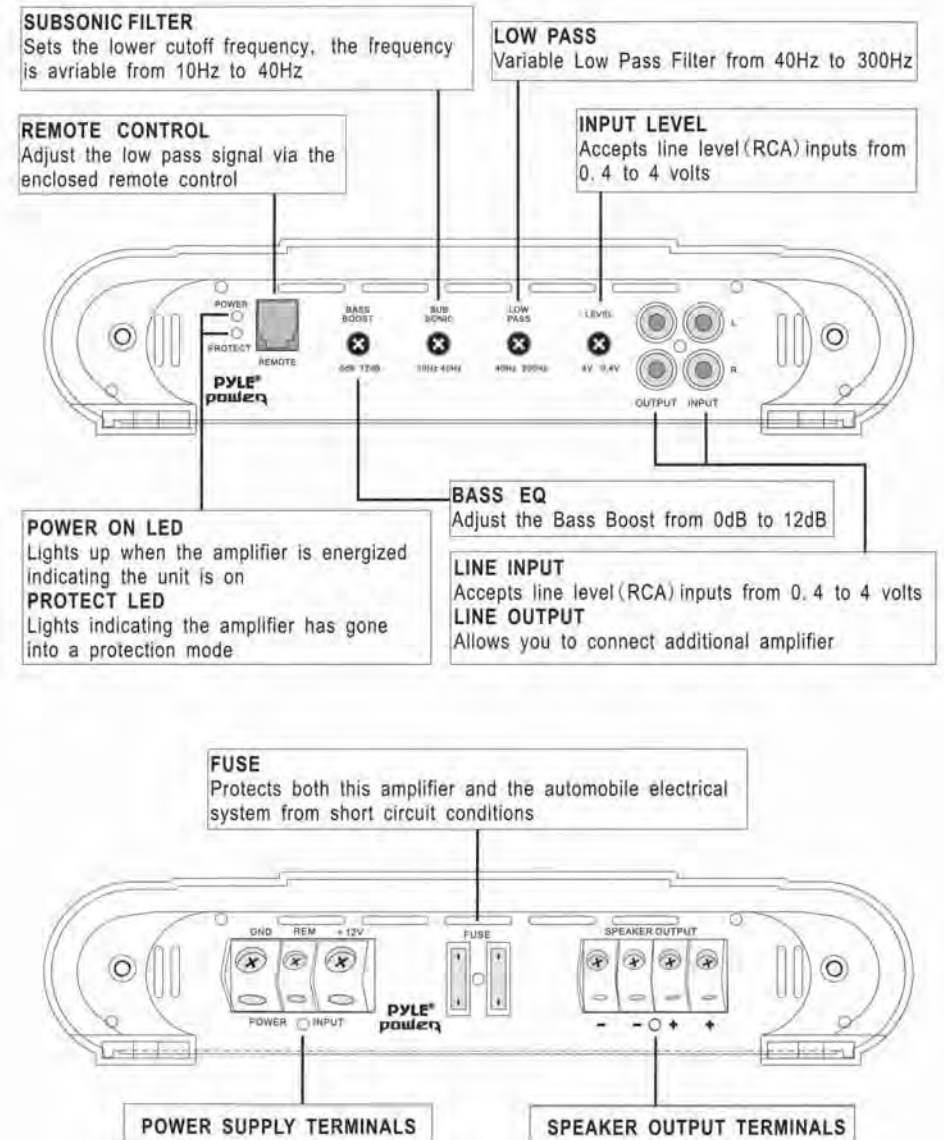 SUBSONIC FILTER
Sets the lower cutoff frequency, the frequency
is avriable from 10Hz to 40Hz
LOW PASS
Variable Low Pass Filter from 40Hz to 300Hz
REMOTE CONTROL
Adjust the low pass signal via the
enclosed remote control
INPUT LEVEL
Accepts line level(RCA)inputs from
0.4 to 4 volts
POWER
PROTECT
REMOTE
BASS
BOOST
0dB 12dB
SUB
SONIC
10Hz 40Hz
LOW
PASS
40Hz 300Hz
LEVEL
4V 0.4V
L
R
OUTPUT INPUT
PYLE®
power
BASS EQ
Adjust the Bass Boost from 0dB to 12dB
POWER ON LED
Lights up when the amplifier is energized
indicating the unit is on
PROTECT LED
Lights indicating the amplifier has gone
into a protection mode
LINE INPUT
Accepts line level(RCA)inputs from 0.4 to 4 volts
LINE OUTPUT
Allows you to connect additional amplifier
FUSE
Protects both this amplifier and the automobile electrical
system from short circuit conditions
GND REM +12V
POWER INPUT
PYLE®
power
FUSE
SPEAKER OUTPUT
- - + +
POWER SUPPLY TERMINALS
SPEAKER OUTPUT TERMINALS